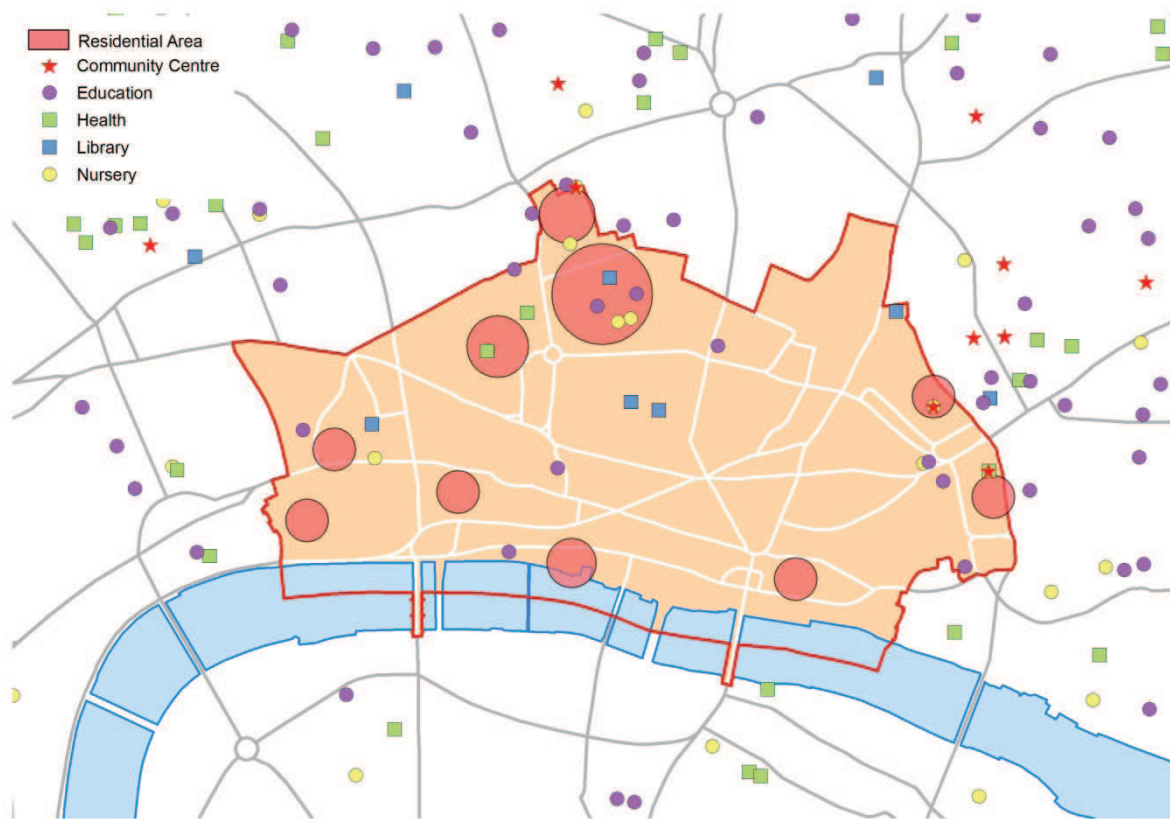 Residential Area
Community Centre
Education
Health
Library
Nursery